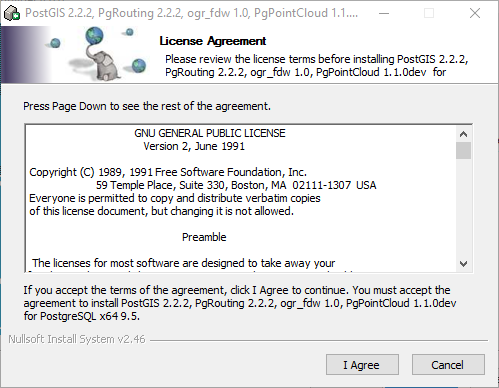 PostGIS 2.2.2, PgRouting 2.2.2, ogr_fdw 1.0, PgPointCloud 1.1....
License Agreement
Please review the license terms before installing PostGIS 2.2.2,
PgRouting 2.2.2, ogr_fdw 1.0, PgPointCloud 1.1.0dev for
Press Page Down to see the rest of the agreement.
GNU GENERAL PUBLIC LICENSE
Version 2, June 1991
Copyright (C) 1989, 1991 Free Software Foundation, Inc.
59 Temple Place, Suite 330, Boston, MA 02111-1307 USA
Everyone is permitted to copy and distribute verbatim copies
of this license document, but changing it is not allowed.
Preamble
The licenses for most software are designed to take away your
If you accept the terms of the agreement, click I Agree to continue. You must accept the
agreement to install PostGIS 2.2.2, PgRouting 2.2.2, ogr_fdw 1.0, PgPointCloud 1.1.0dev
for PostgreSQL x64 9.5.
Nullsoft Install System v2.46
I Agree
Cancel